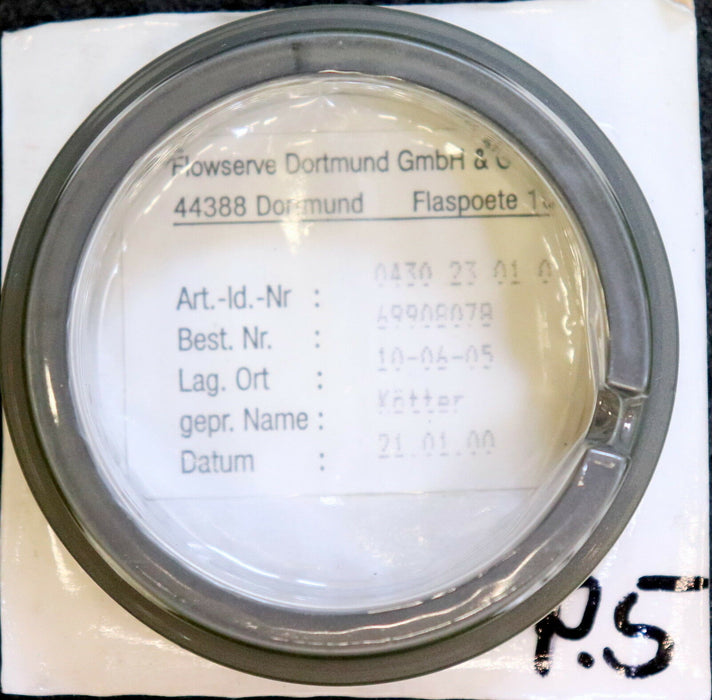 Flowserve Dortmund GmbH &
44388 Dortmund Flaspoete 1
Art.-Id.-Nr : 0430 23 01 0
Best. Nr. : 69908078
Lag. Ort : 10-06-05
gepr. Name : Kötter
Datum : 21.01.00
P.5